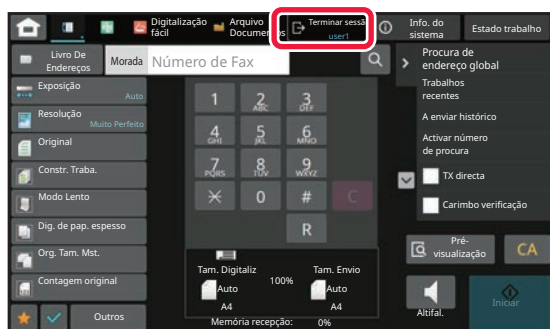 Digitalização
fácil
Arquivo
Documentos
Terminar sessã
user1
Info. do
sistema
Estado trabalho
Livro De
Endereços
Morada
Número de Fax
Procura de
endereço global
Exposição
Auto
Resolução
Muito Perfeito
Original
Constr. Traba.
Modo Lento
Dig. de pap. espesso
Org. Tam. Mst.
Contagem original
Outros
1
2
ABC
3
DEF
4
GHI
5
JKL
6
MNO
7
PQRS
8
TUV
9
WXYZ
0
#
C
R
Tam. Digitaliz
100%
Tam. Envio
Auto
Auto
A4
A4
Memória recepção: 0%
Trabalhos
recentes
A enviar histórico
Activar número
de procura
TX directa
Carimbo verificação
Pré-
visualização
CA
Altifal.
Iniciar